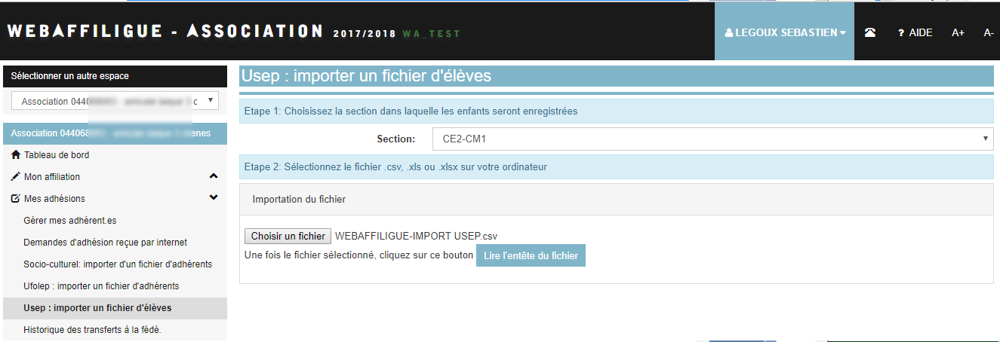 WEBAFFILIGUE - ASSOCIATION 2017/2018 WA_TEST
LEGOUX SEBASTIEN
? AIDE
A+
A-
Sélectionner un autre espace
Association 0440
Association 04406
Tableau de bord
Mon affiliation
Mes adhésions
Gérer mes adhérent.es
Demandes d'adhésion reçue par internet
Socio-culturel: importer d'un fichier d'adhérents
Ufolep : importer un fichier d'adhérents
Usep : importer un fichier d'élèves
Historique des transferts à la fédé.
Usep : importer un fichier d'élèves
Etape 1: Choisissez la section dans laquelle les enfants seront enregistrées
Section: CE2-CM1
Etape 2: Sélectionnez le fichier .csv, .xls ou .xlsx sur votre ordinateur
Importation du fichier
Choisir un fichier WEBAFFILIGUE-IMPORT USEP.csv
Une fois le fichier sélectionné, cliquez sur ce bouton Lire l'entête du fichier